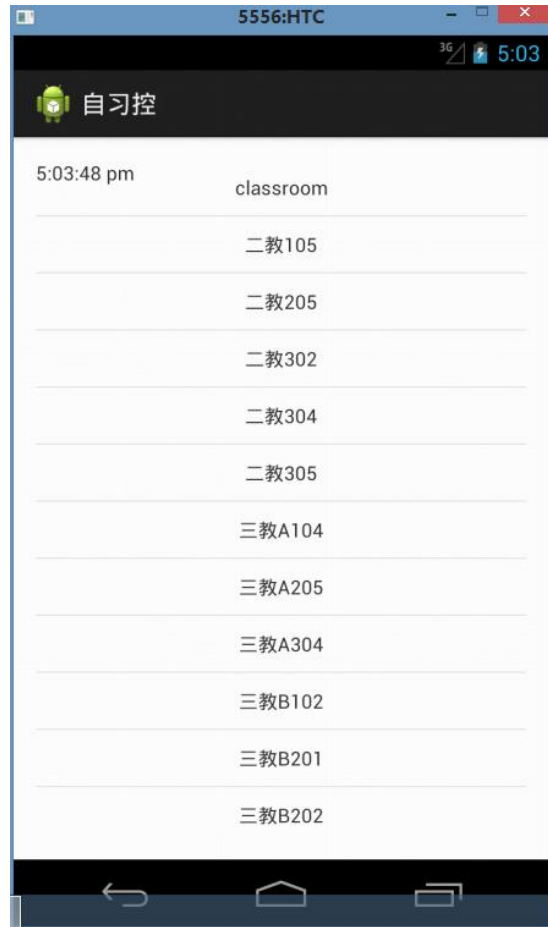 5556:HTC
3G 5:03
自习控
5:03:48 pm
classroom
二教105
二教205
二教302
二教304
二教305
三教A104
三教A205
三教A304
三教B102
三教B201
三教B202